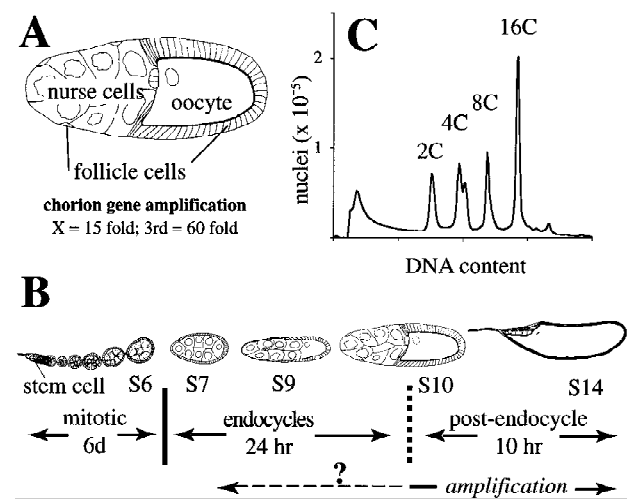 A
nurse cells
oocyte
follicle cells
chorion gene amplification
X = 15 fold; 3rd = 60 fold
C
nuclei (x 10⁻⁵)
2
1
2C
4C
8C
16C
DNA content
B
stem cell
S6
S7
S9
S10
S14
mitotic
6d
endocycles
24 hr
post-endocycle
10 hr
?
amplification